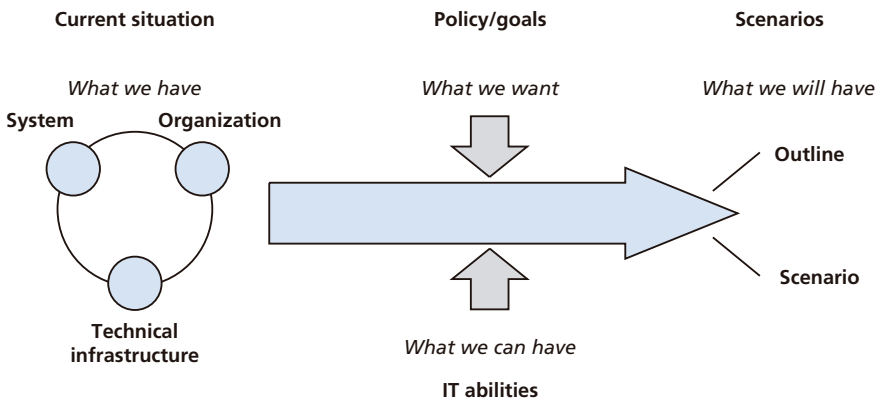 Current situation
Policy/goals
Scenarios
What we have
What we want
What we will have
System
Organization
Outline
Scenario
Technical
infrastructure
What we can have
IT abilities